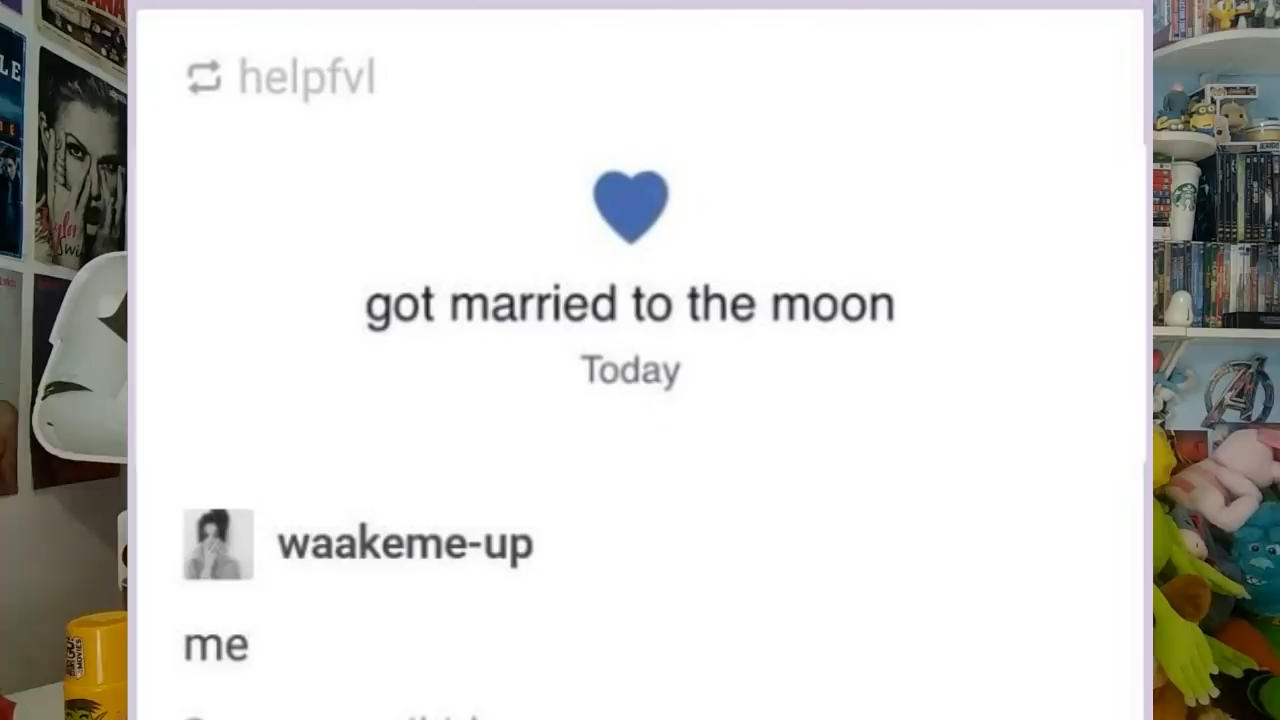 helpfvl
got married to the moon
Today
waakeme-up
me